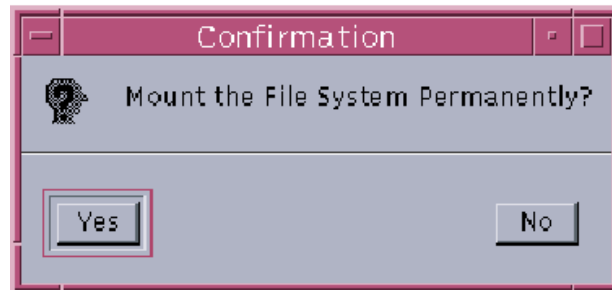 Confirmation
Mount the File System Permanently?
Yes
No